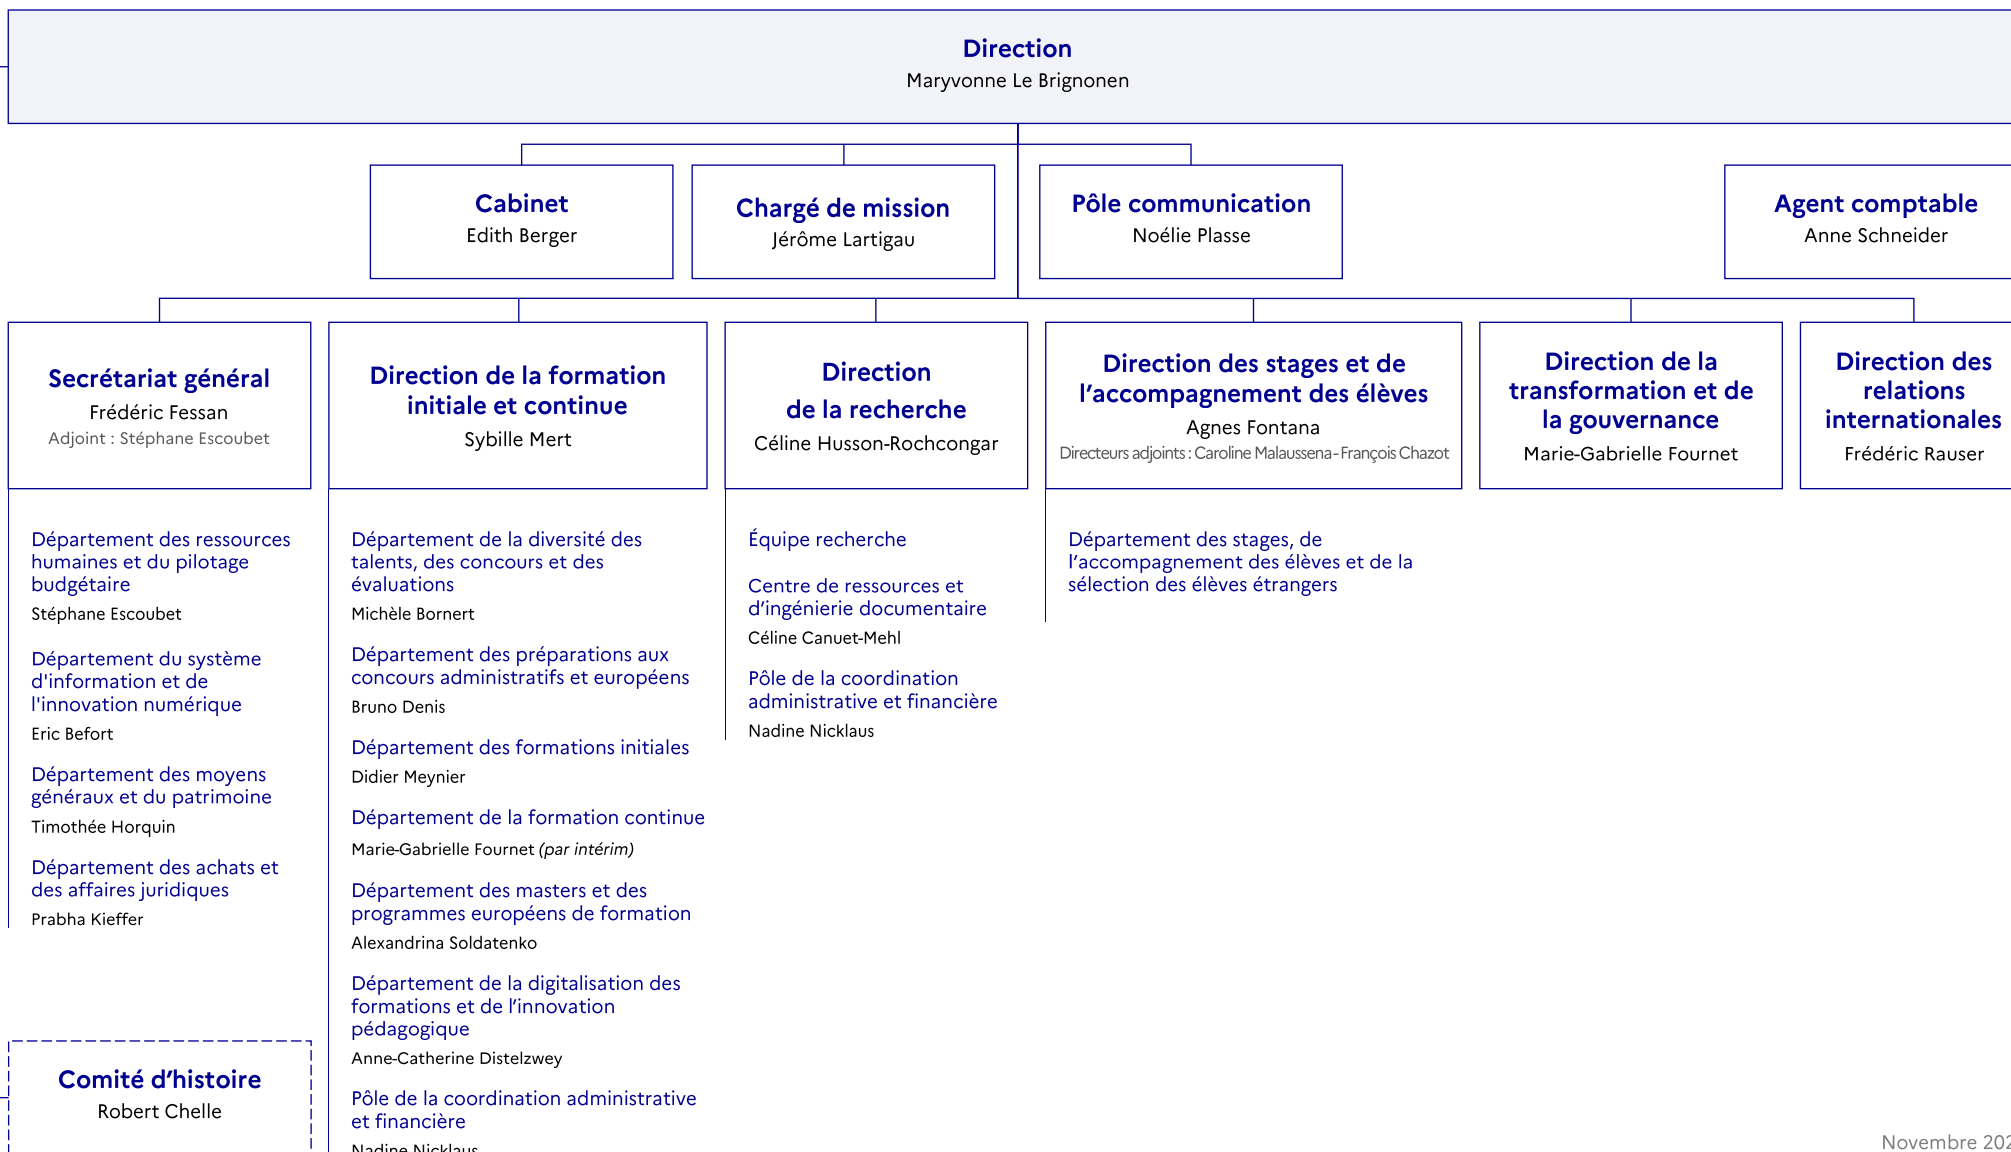 Direction
Maryvonne Le Brignonen
Cabinet
Edith Berger
Chargé de mission
Jérôme Lartigau
Pôle communication
Noélie Plasse
Agent comptable
Anne Schneider
Secrétariat général
Frédéric Fessan
Adjoint : Stéphane Escoubet
Direction de la formation
initiale et continue
Sybille Mert
Direction
de la recherche
Céline Husson-Rochcongar
Direction des stages et de
l’accompagnement des élèves
Agnes Fontana
Directeurs adjoints : Caroline Malaussena - François Chazot
Direction de la
transformation et de
la gouvernance
Marie-Gabrielle Fournet
Direction des
relations
internationales
Frédéric Rauser
Département des ressources
humaines et du pilotage
budgétaire
Stéphane Escoubet
Département du système
d'information et de
l'innovation numérique
Eric Befort
Département des moyens
généraux et du patrimoine
Timothée Horquin
Département des achats et
des affaires juridiques
Prabha Kieffer
Comité d’histoire
Robert Chelle
Département de la diversité des
talents, des concours et des
évaluations
Michèle Bornert
Département des préparations aux
concours administratifs et européens
Bruno Denis
Département des formations initiales
Didier Meynier
Département de la formation continue
Marie-Gabrielle Fournet (par intérim)
Département des masters et des
programmes européens de formation
Alexandrina Soldatenko
Département de la digitalisation des
formations et de l’innovation
pédagogique
Anne-Catherine Distelzwey
Pôle de la coordination administrative
et financière
Nadine Nicklaus
Équipe recherche
Centre de ressources et
d’ingénierie documentaire
Céline Canuet-Mehl
Pôle de la coordination
administrative et financière
Nadine Nicklaus
Département des stages, de
l’accompagnement des élèves et de la
sélection des élèves étrangers
Novembre 202